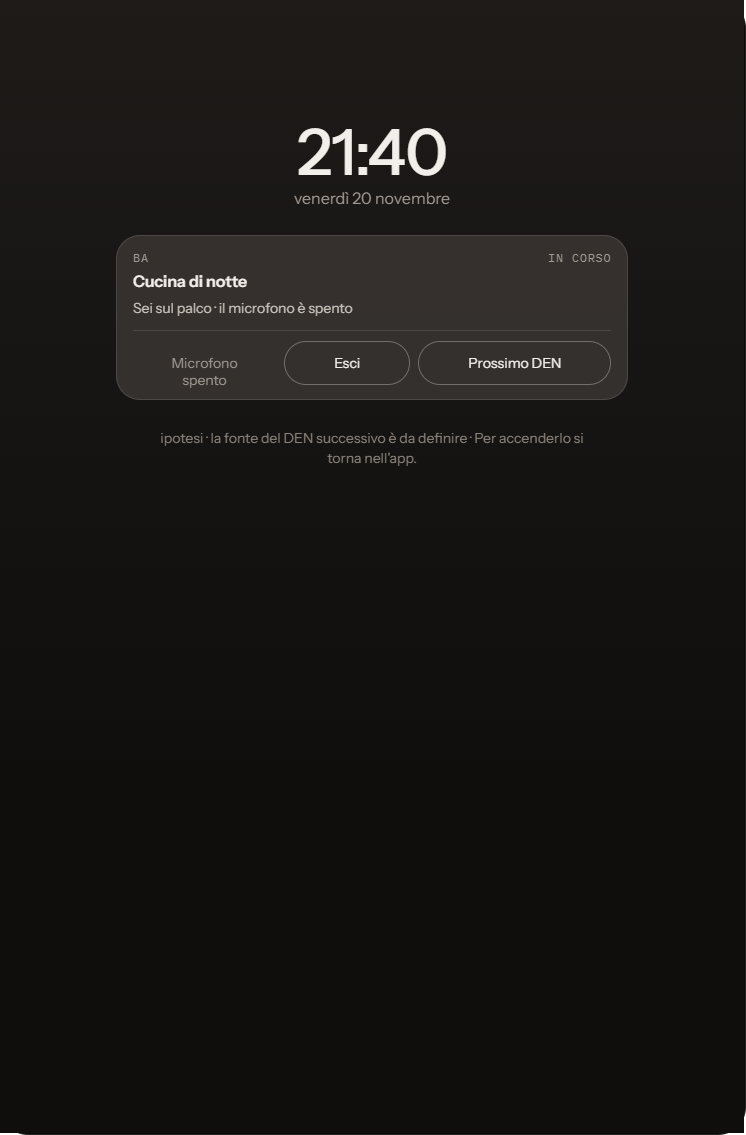 21:40
venerdì 20 novembre
BA IN CORSO
Cucina di notte
Sei sul palco · il microfono è spento
Microfono
spento
Esci
Prossimo DEN
ipotesi · la fonte del DEN successivo è da definire · Per accenderlo si
torna nell'app.